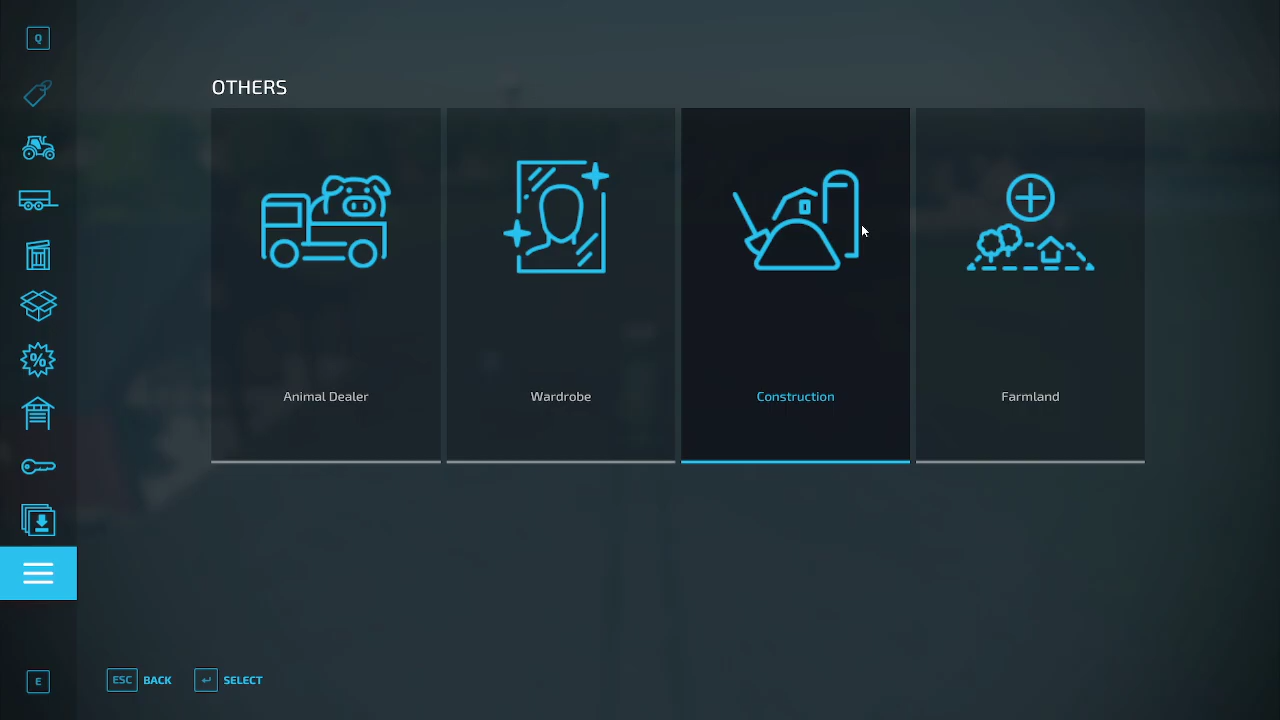 Q
OTHERS
%
Animal Dealer
Wardrobe
Construction
Farmland
E
ESC BACK ↵ SELECT